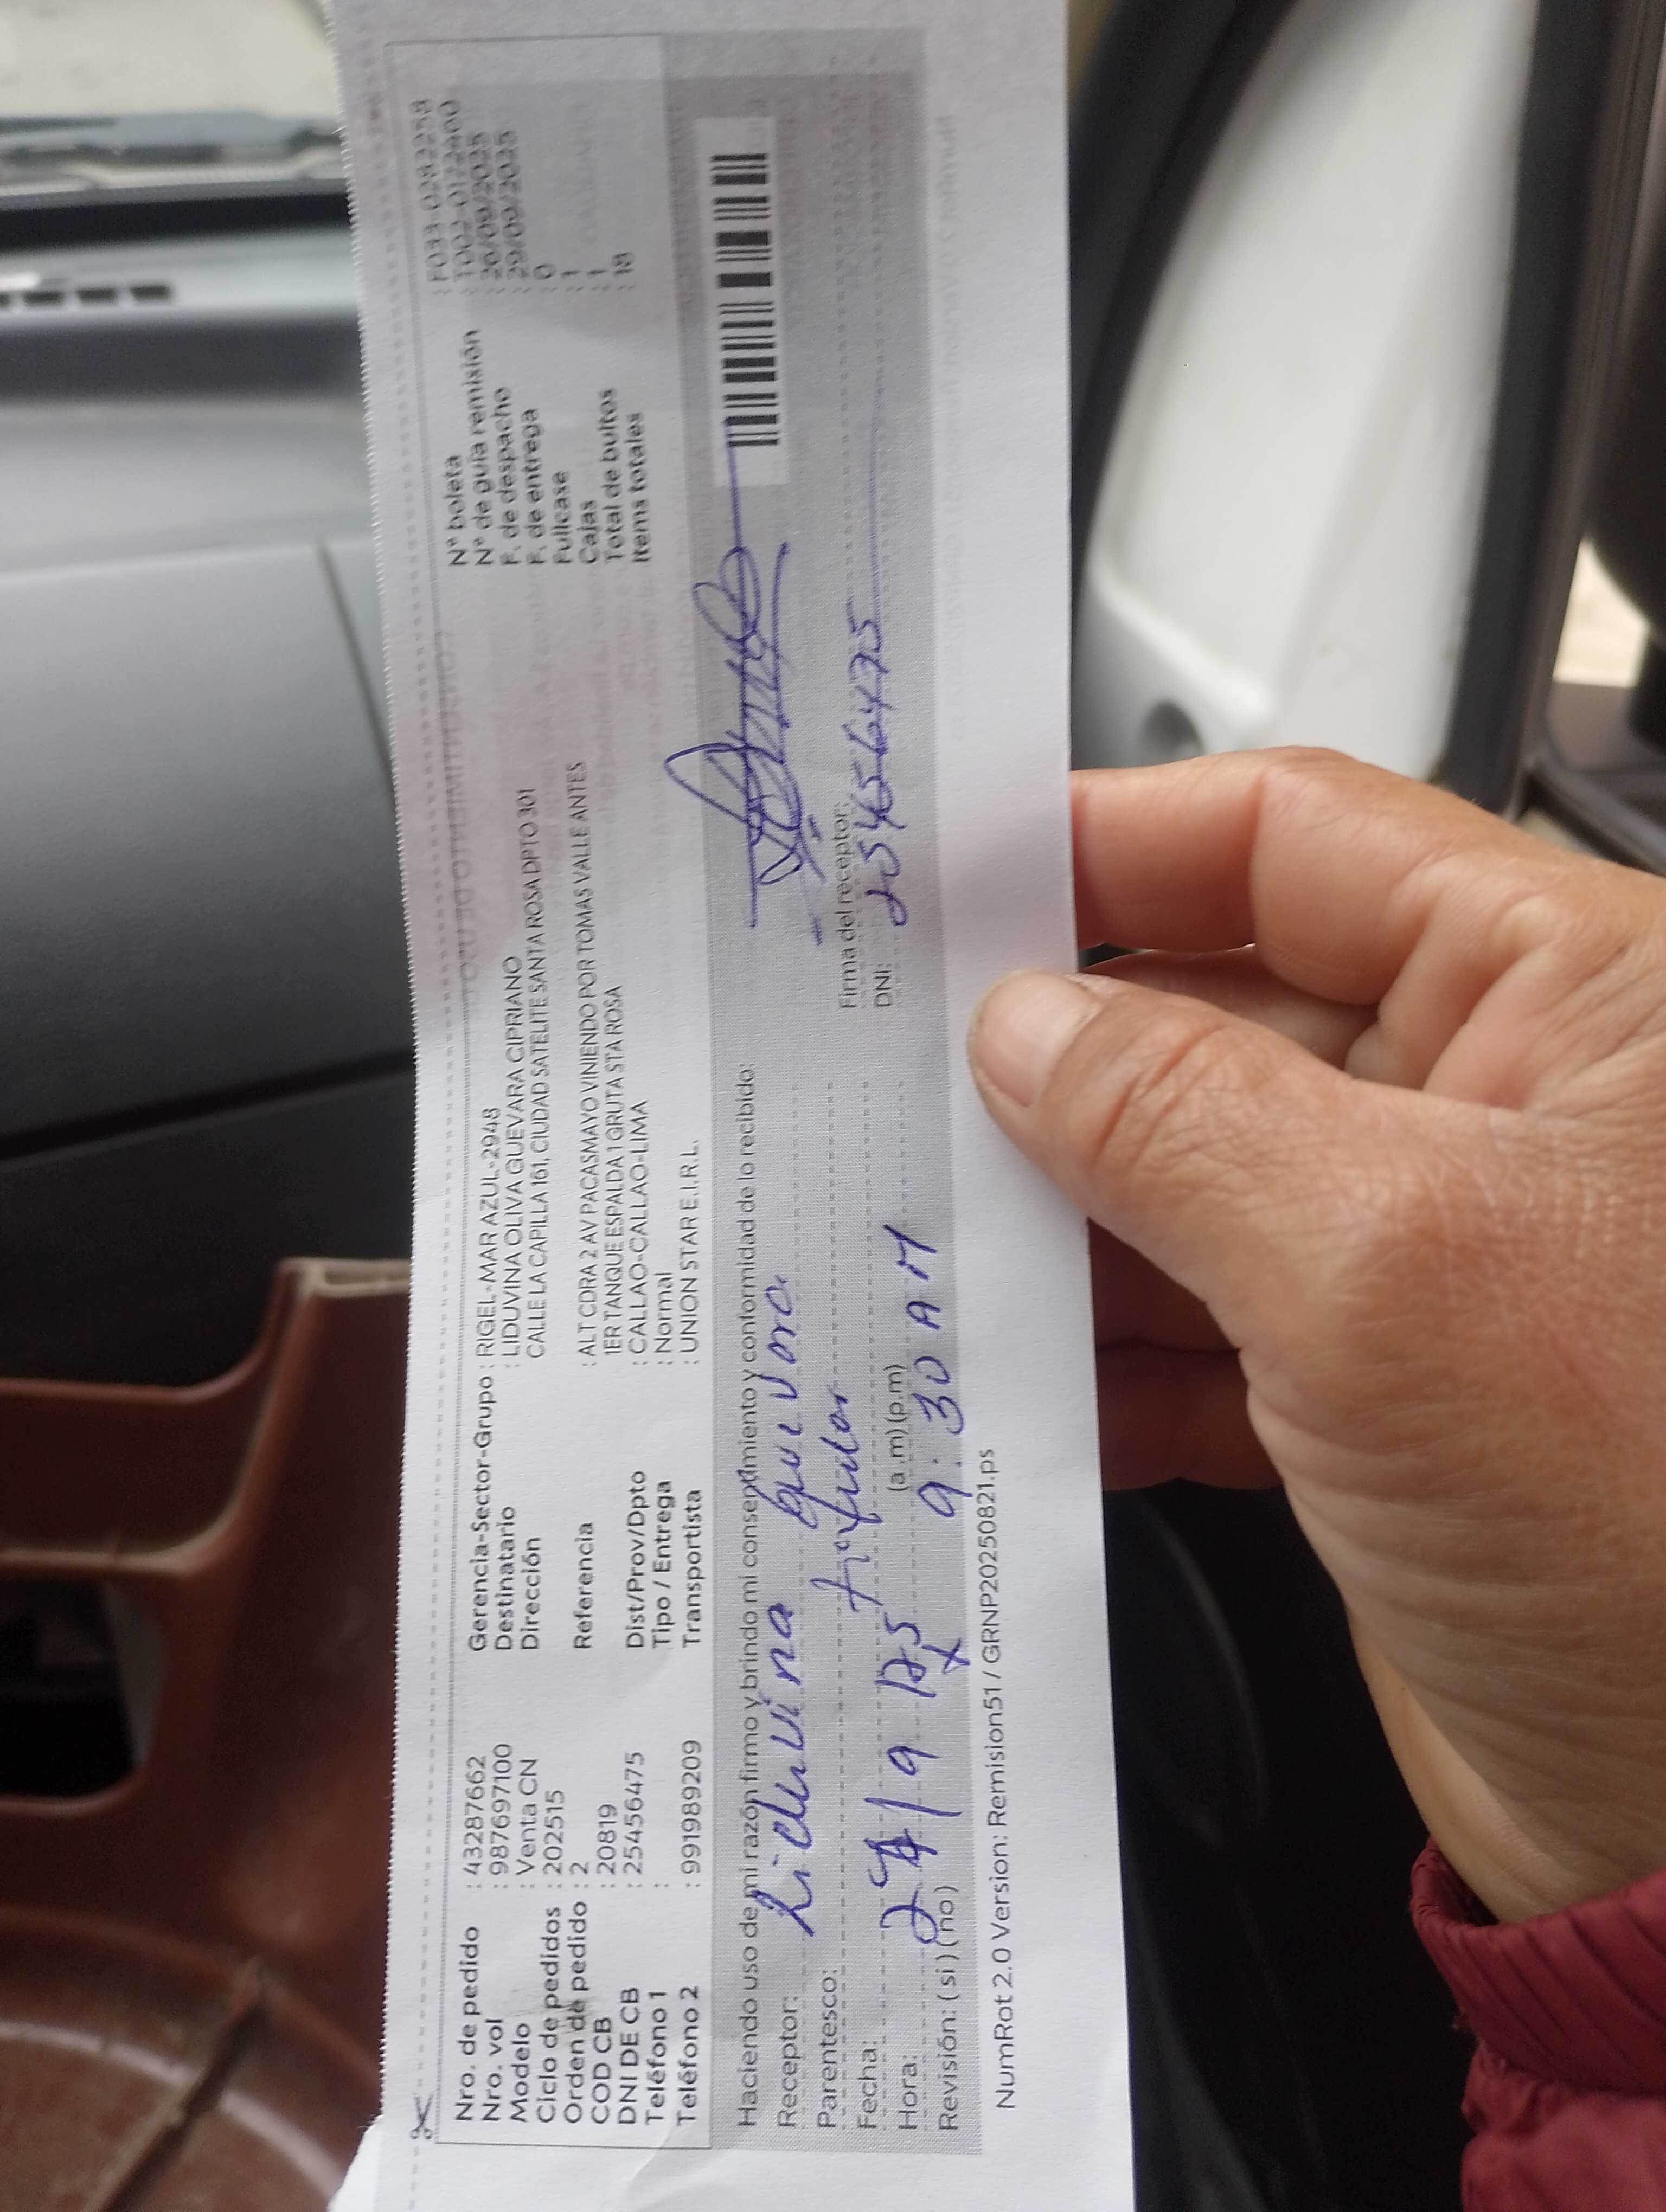 Nro. de pedido : 43287662
Nro. vol : 987697100
Modelo : Venta CN
Ciclo de pedidos : 202515
Orden de pedido : 2
COD CB : 20819
DNI DE CB : 25456475
Teléfono 1 :
Teléfono 2 : 991989209
Gerencia-Sector-Grupo : RIGEL-MAR AZUL-2948
Destinatario : LIDUVINA OLIVA GUEVARA CIPRIANO
Dirección CALLE LA CAPILLA 161, CIUDAD SATELITE SANTA ROSA DPTO 301
Referencia : ALT CDRA 2 AV PACASMAYO VINIENDO POR TOMAS VALLE ANTES
1ER TANQUE ESPALDA 1 GRUTA STA ROSA
Dist/Prov/Dpto : CALLAO-CALLAO-LIMA
Tipo / Entrega : Normal
Transportista : UNION STAR E.I.R.L.
N° boleta : F033-0282258
N° de guía remisión : T002-0172400
F. de despacho : 26/09/2025
F. de entrega : 29/09/2025
Fullcase : 0
Cajas : 1
Total de bultos : 1
Items totales : 18
Haciendo uso de mi razón firmo y brindo mi consentimiento y conformidad de lo recibido:
Receptor: Liduvina Guevara
Parentesco: Titular
Fecha: 29/9/25
Hora: (a.m) (p.m) 9:30 AM
Revisión: (si) (no) x
Firma del receptor:
DNI: 25456475
NumRot 2.0 Version: Remision51 / GRNP20250821.ps